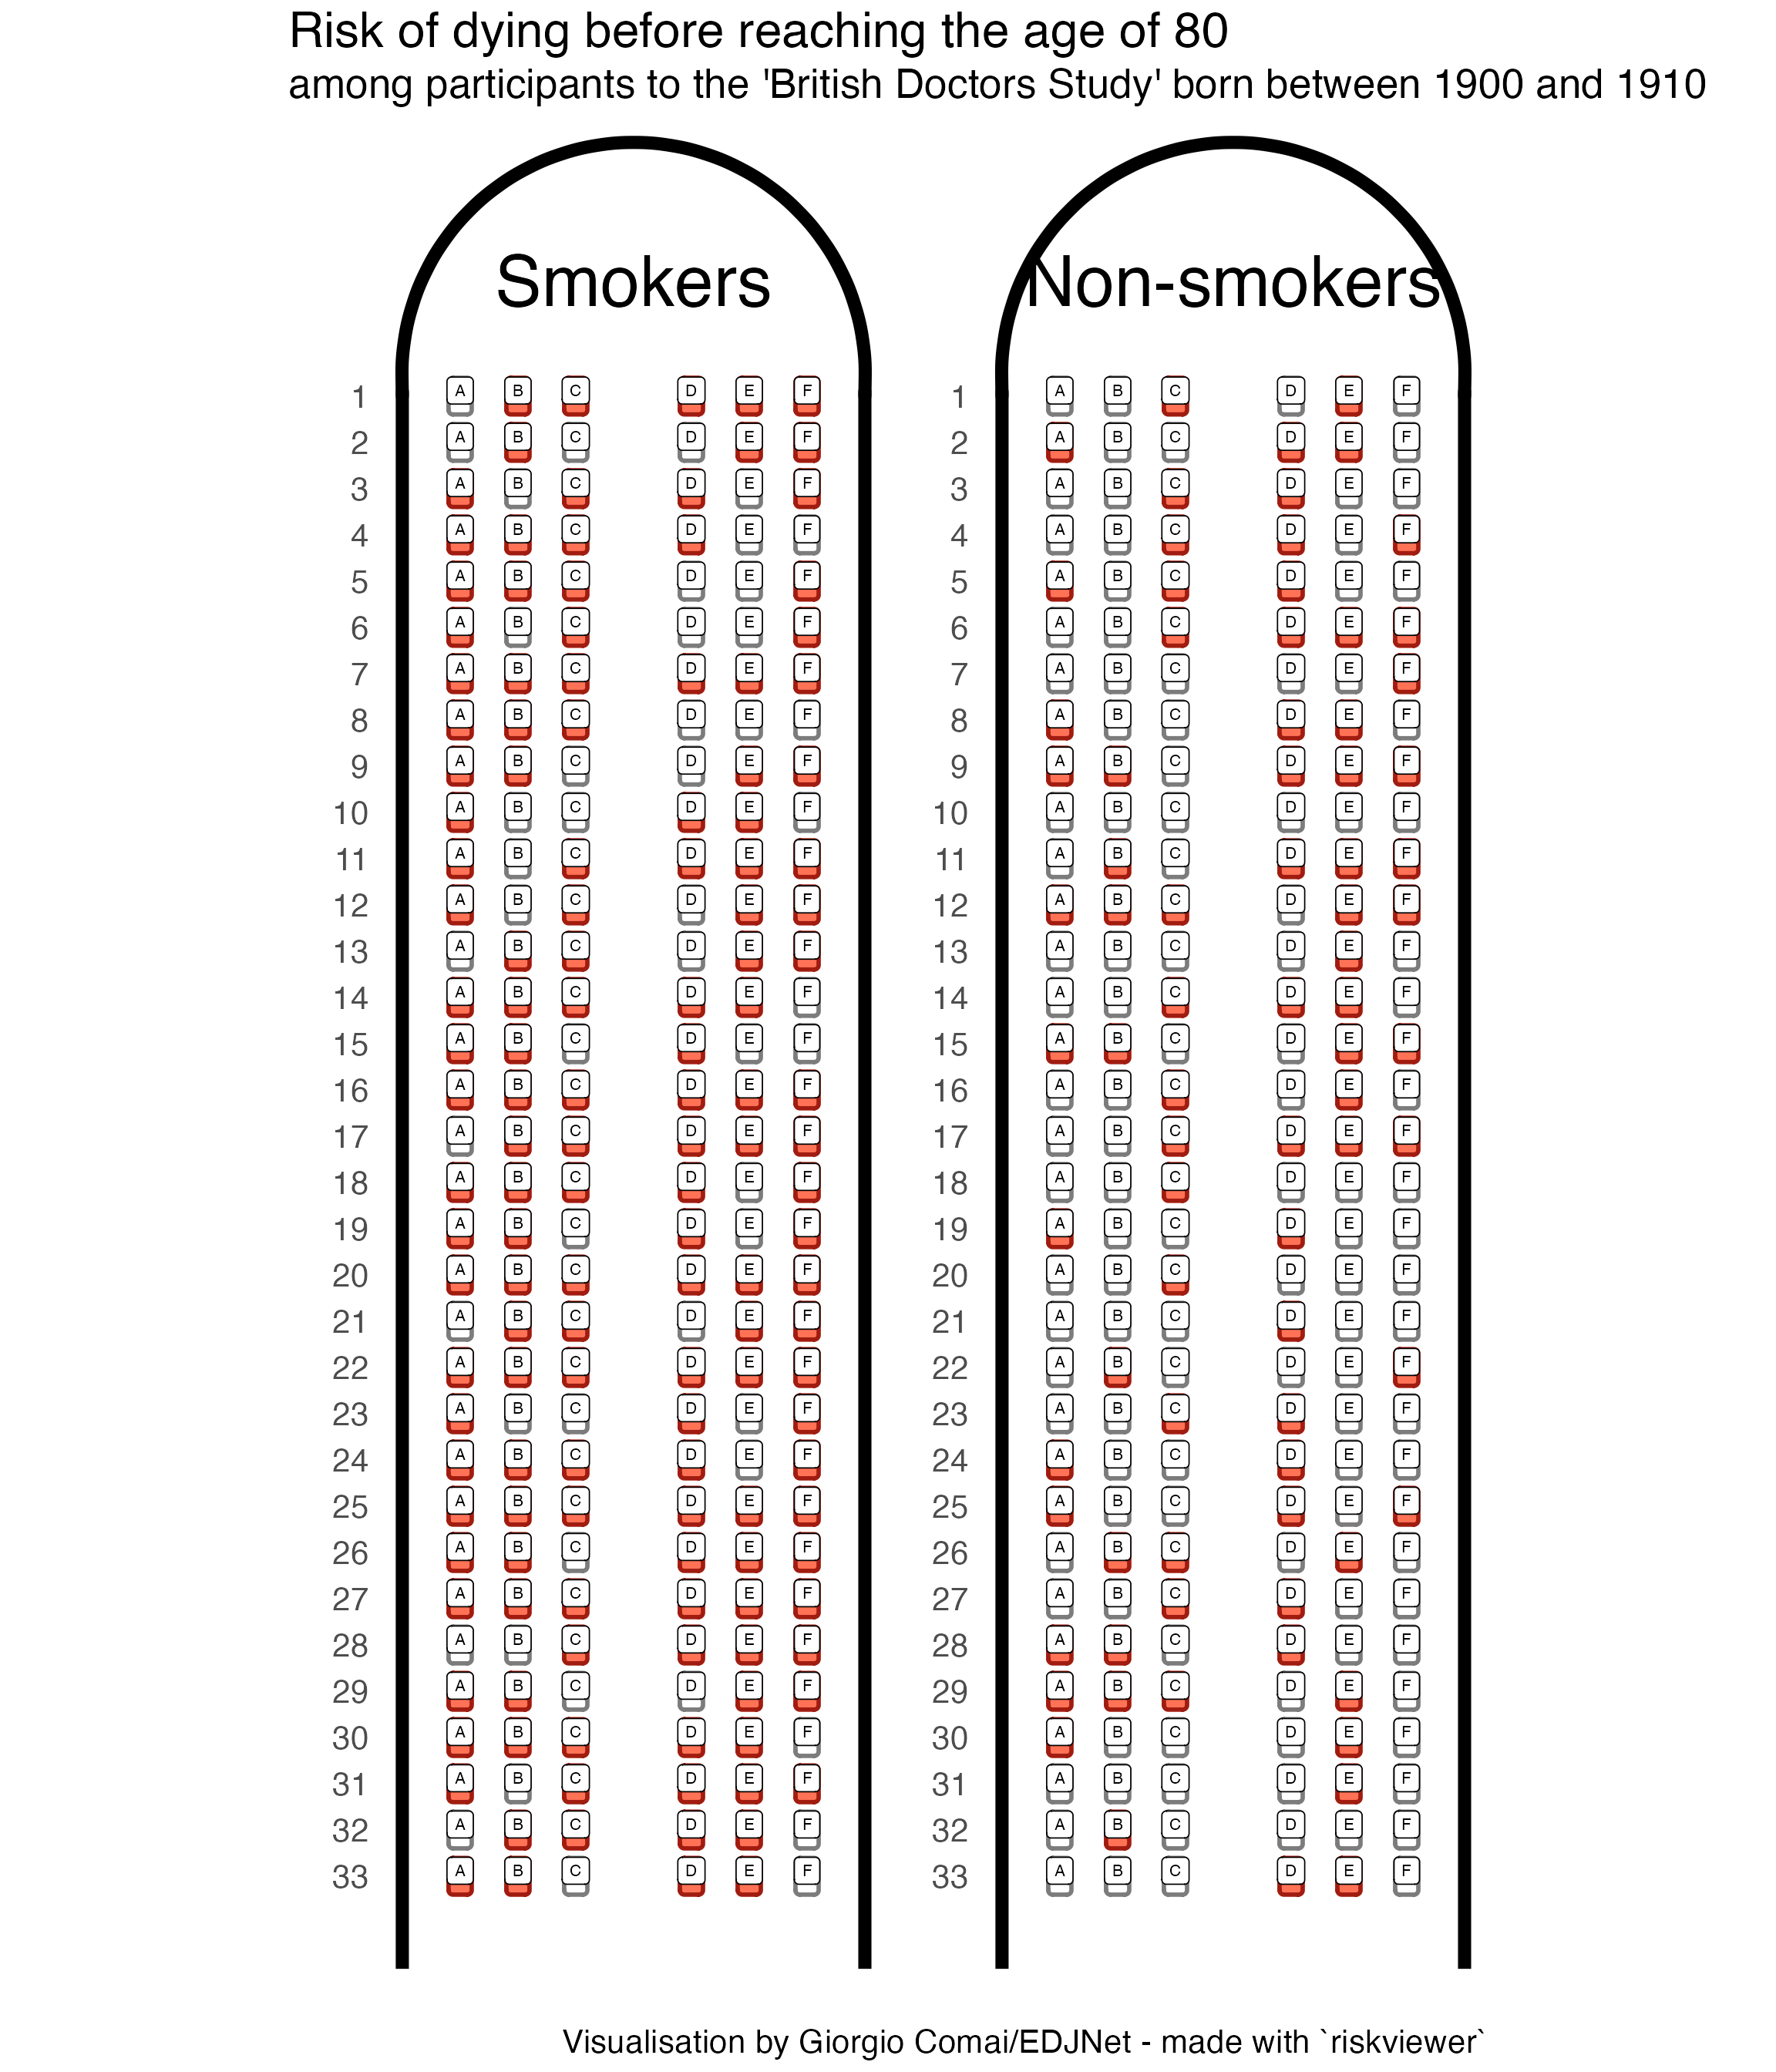 Risk of dying before reaching the age of 80
among participants to the 'British Doctors Study' born between 1900 and 1910
Smokers Non-smokers
1 A B C D E F 1 A B C D E F
2 A B C D E F 2 A B C D E F
3 A B C D E F 3 A B C D E F
4 A B C D E F 4 A B C D E F
5 A B C D E F 5 A B C D E F
6 A B C D E F 6 A B C D E F
7 A B C D E F 7 A B C D E F
8 A B C D E F 8 A B C D E F
9 A B C D E F 9 A B C D E F
10 A B C D E F 10 A B C D E F
11 A B C D E F 11 A B C D E F
12 A B C D E F 12 A B C D E F
13 A B C D E F 13 A B C D E F
14 A B C D E F 14 A B C D E F
15 A B C D E F 15 A B C D E F
16 A B C D E F 16 A B C D E F
17 A B C D E F 17 A B C D E F
18 A B C D E F 18 A B C D E F
19 A B C D E F 19 A B C D E F
20 A B C D E F 20 A B C D E F
21 A B C D E F 21 A B C D E F
22 A B C D E F 22 A B C D E F
23 A B C D E F 23 A B C D E F
24 A B C D E F 24 A B C D E F
25 A B C D E F 25 A B C D E F
26 A B C D E F 26 A B C D E F
27 A B C D E F 27 A B C D E F
28 A B C D E F 28 A B C D E F
29 A B C D E F 29 A B C D E F
30 A B C D E F 30 A B C D E F
31 A B C D E F 31 A B C D E F
32 A B C D E F 32 A B C D E F
33 A B C D E F 33 A B C D E F
Visualisation by Giorgio Comai/EDJNet - made with `riskviewer`